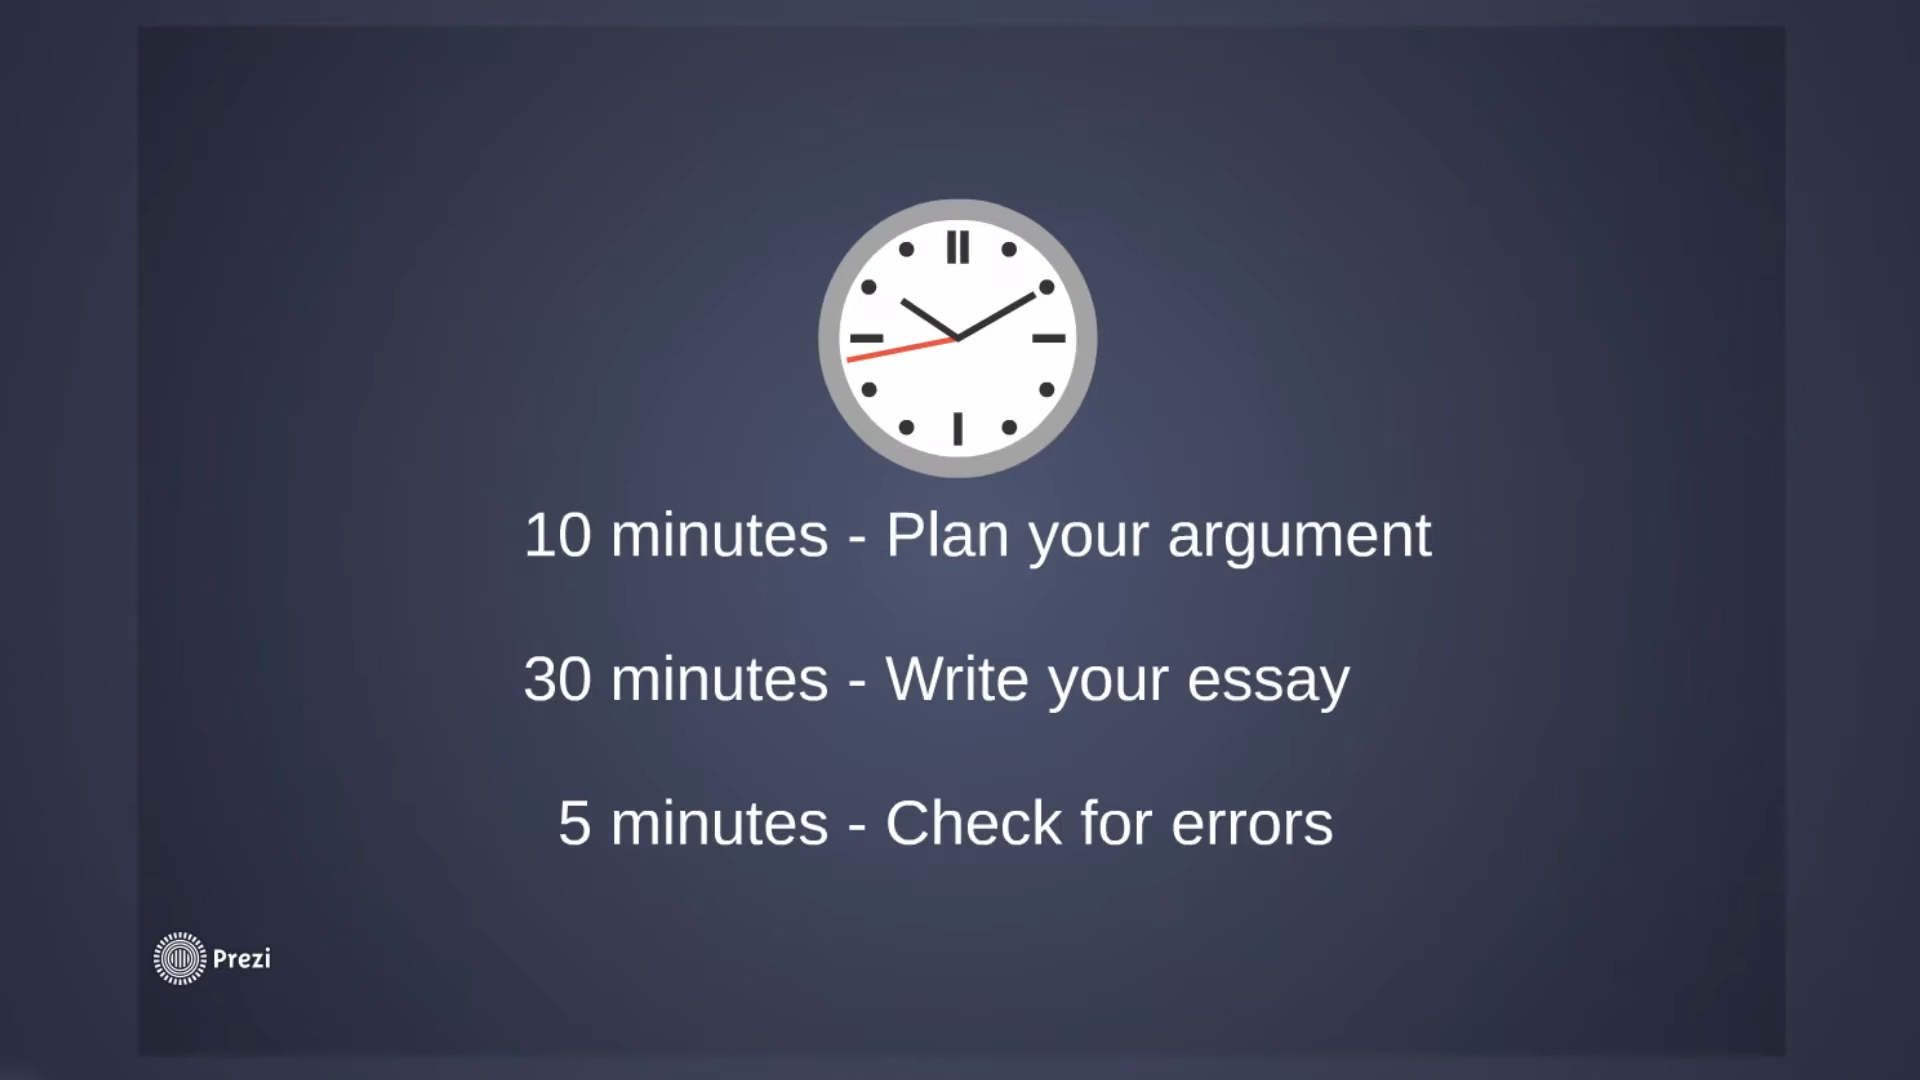 10 minutes - Plan your argument
30 minutes - Write your essay
5 minutes - Check for errors
Prezi